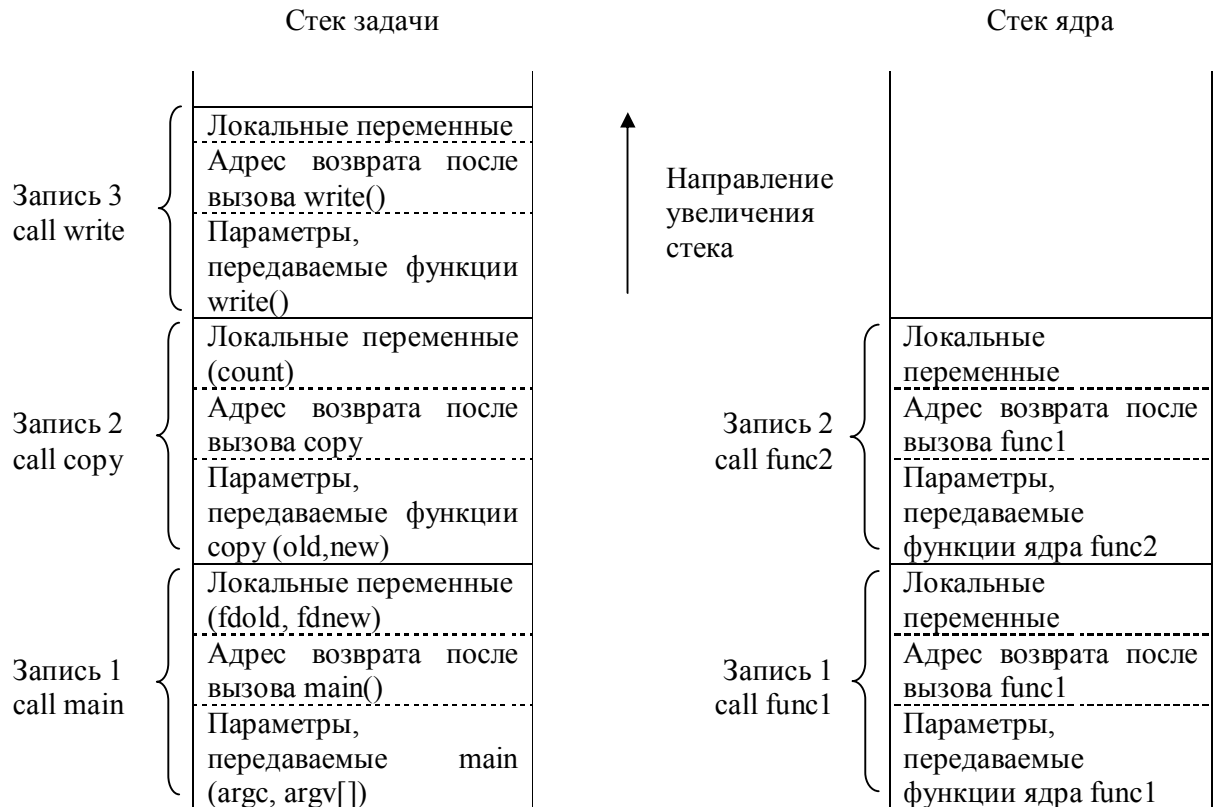 Стек задачи
Стек ядра
Локальные переменные
Адрес возврата после
вызова write()
Параметры,
передаваемые функции
write()
Запись 3
call write
Направление
увеличения
стека
Локальные переменные
(count)
Адрес возврата после
вызова copy
Параметры,
передаваемые функции
copy (old,new)
Запись 2
call copy
Локальные
переменные
Адрес возврата после
вызова func1
Параметры,
передаваемые
функции ядра func2
Запись 2
call func2
Локальные переменные
(fdold, fdnew)
Адрес возврата после
вызова main()
Параметры,
передаваемые main
(argc, argv[])
Запись 1
call main
Локальные
переменные
Адрес возврата после
вызова func1
Параметры,
передаваемые
функции ядра func1
Запись 1
call func1